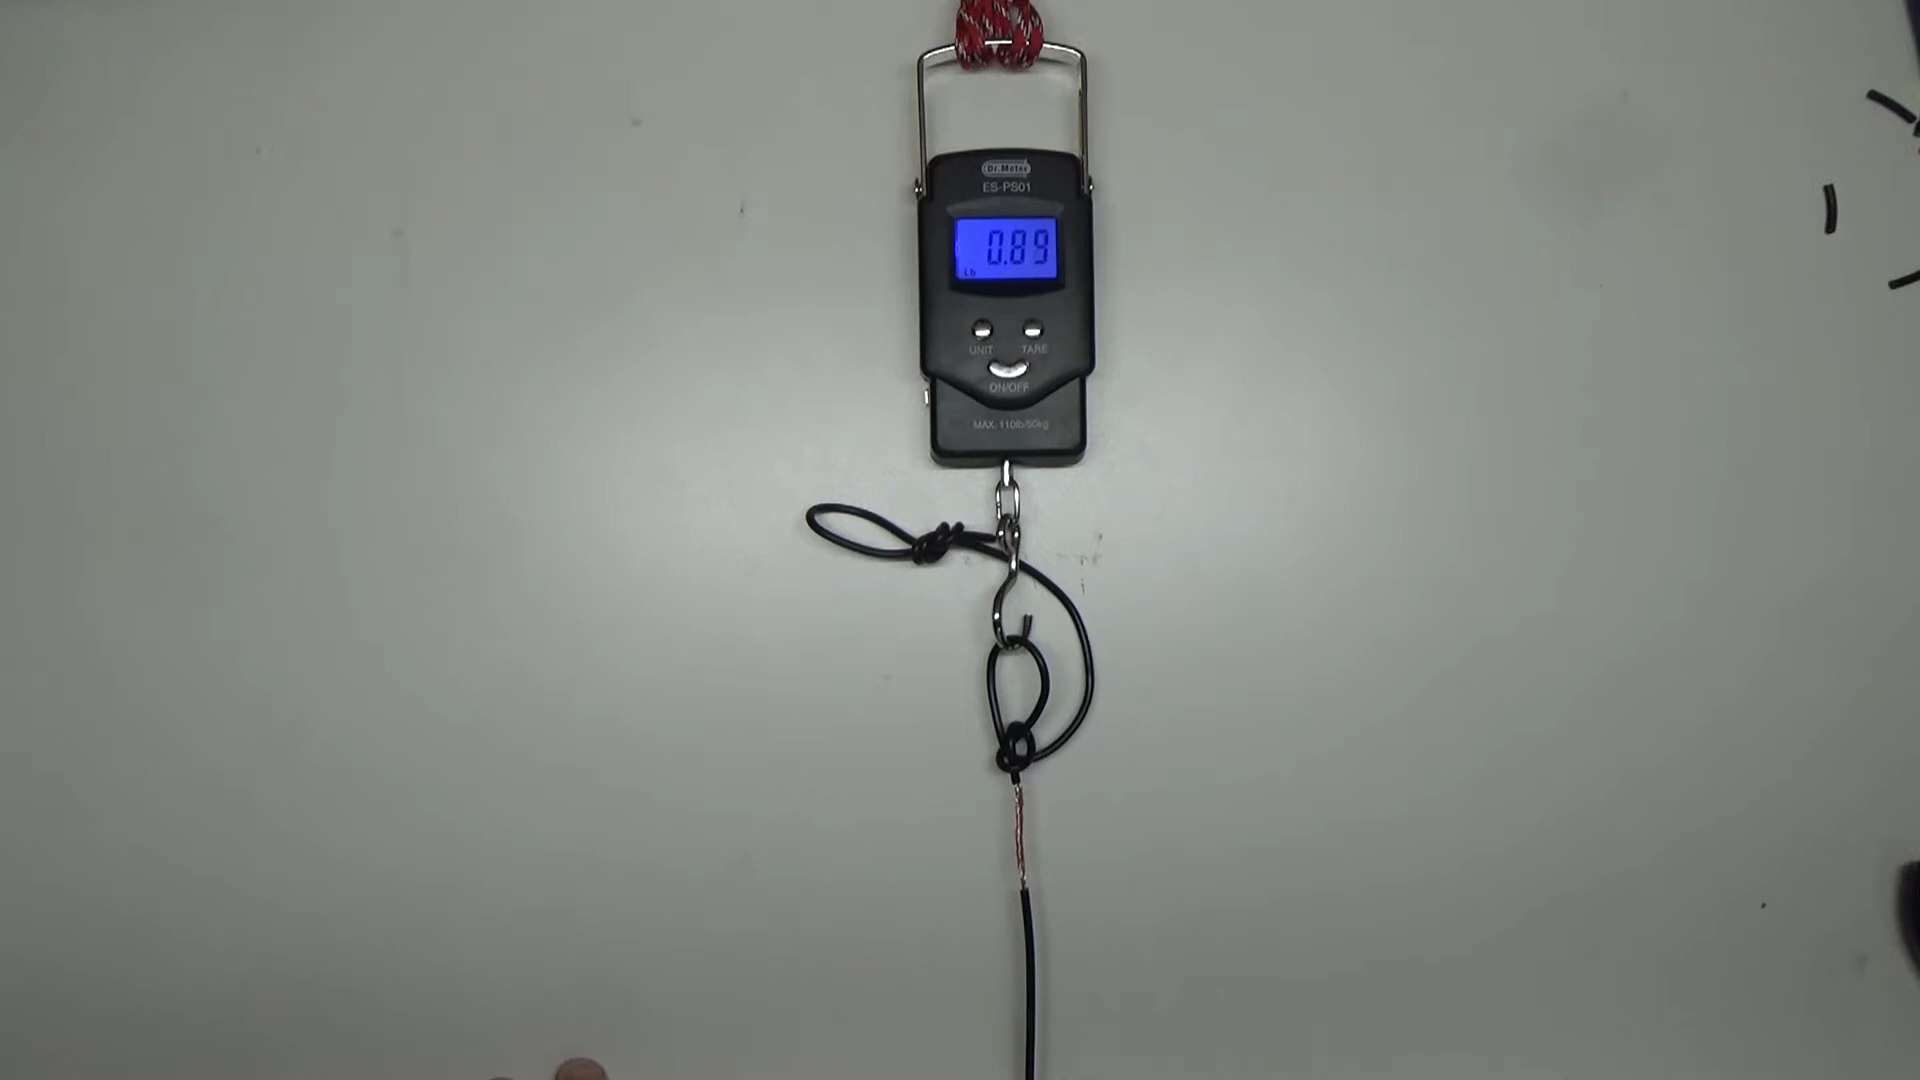 Dr.Meter
ES-PS01
0.89
Lb
UNIT TARE
ON/OFF
MAX. 110lb/50kg